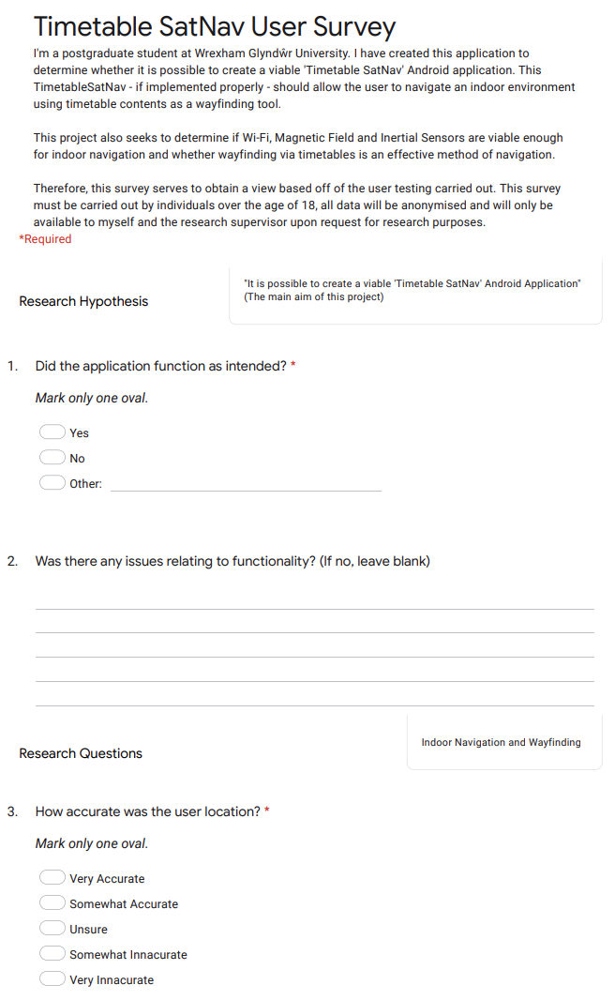 Timetable SatNav User Survey
I'm a postgraduate student at Wrexham Glyndŵr University. I have created this application to
determine whether it is possible to create a viable 'Timetable SatNav' Android application. This
TimetableSatNav - if implemented properly - should allow the user to navigate an indoor environment
using timetable contents as a wayfinding tool.
This project also seeks to determine if Wi-Fi, Magnetic Field and Inertial Sensors are viable enough
for indoor navigation and whether wayfinding via timetables is an effective method of navigation.
Therefore, this survey serves to obtain a view based off of the user testing carried out. This survey
must be carried out by individuals over the age of 18, all data will be anonymised and will only be
available to myself and the research supervisor upon request for research purposes.
*Required
Research Hypothesis
"It is possible to create a viable 'Timetable SatNav' Android Application"
(The main aim of this project)
1. Did the application function as intended? *
Mark only one oval.
Yes
No
Other:
2. Was there any issues relating to functionality? (If no, leave blank)
Research Questions
Indoor Navigation and Wayfinding
3. How accurate was the user location? *
Mark only one oval.
Very Accurate
Somewhat Accurate
Unsure
Somewhat Innacurate
Very Innacurate